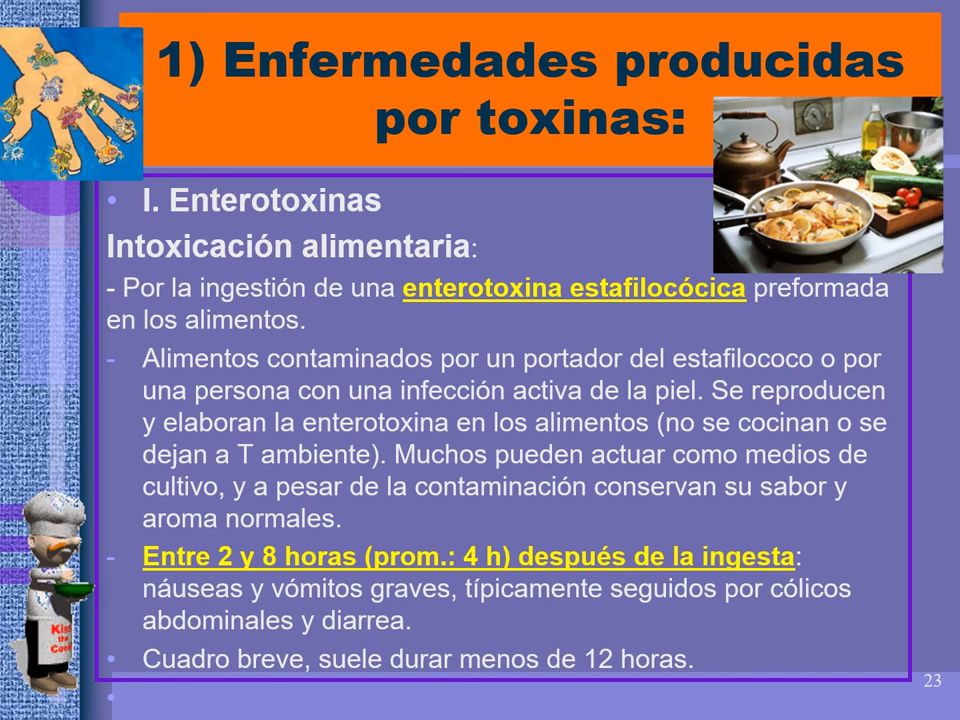 1) Enfermedades producidas
por toxinas:
• I. Enterotoxinas
Intoxicación alimentaria:
- Por la ingestión de una enterotoxina estafilocócica preformada
en los alimentos.
- Alimentos contaminados por un portador del estafilococo o por
una persona con una infección activa de la piel. Se reproducen
y elaboran la enterotoxina en los alimentos (no se cocinan o se
dejan a T ambiente). Muchos pueden actuar como medios de
cultivo, y a pesar de la contaminación conservan su sabor y
aroma normales.
- Entre 2 y 8 horas (prom.: 4 h) después de la ingesta:
náuseas y vómitos graves, típicamente seguidos por cólicos
abdominales y diarrea.
• Cuadro breve, suele durar menos de 12 horas.
•
Kiss
the
Cook
23